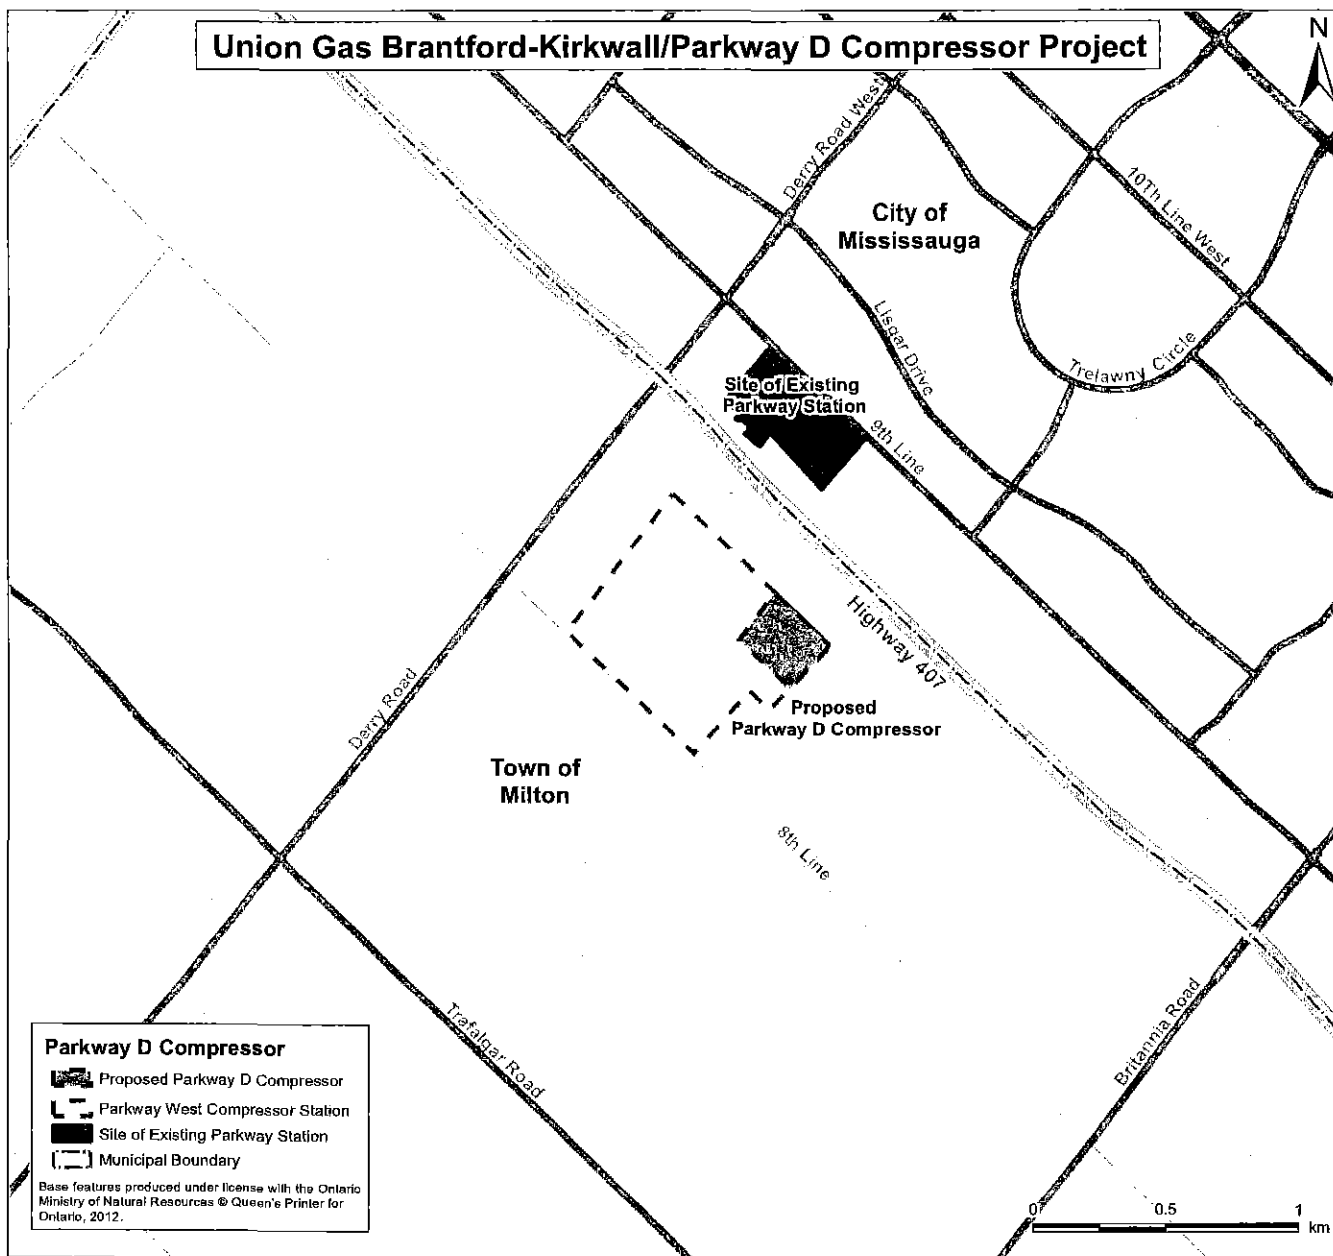 Union Gas Brantford-Kirkwall/Parkway D Compressor Project
N
Derry Road West
10Th Line West
City of
Mississauga
Lisgar Drive
Trelawny Circle
Site of Existing
Parkway Station
9th Line
Highway 407
Proposed
Parkway D Compressor
Derry Road
Town of
Milton
8th Line
Trafalgar Road
Britannia Road
Parkway D Compressor
Proposed Parkway D Compressor
Parkway West Compressor Station
Site of Existing Parkway Station
Municipal Boundary
Base features produced under license with the Ontario
Ministry of Natural Resources © Queen's Printer for
Ontario, 2012.
0 0.5 1
km